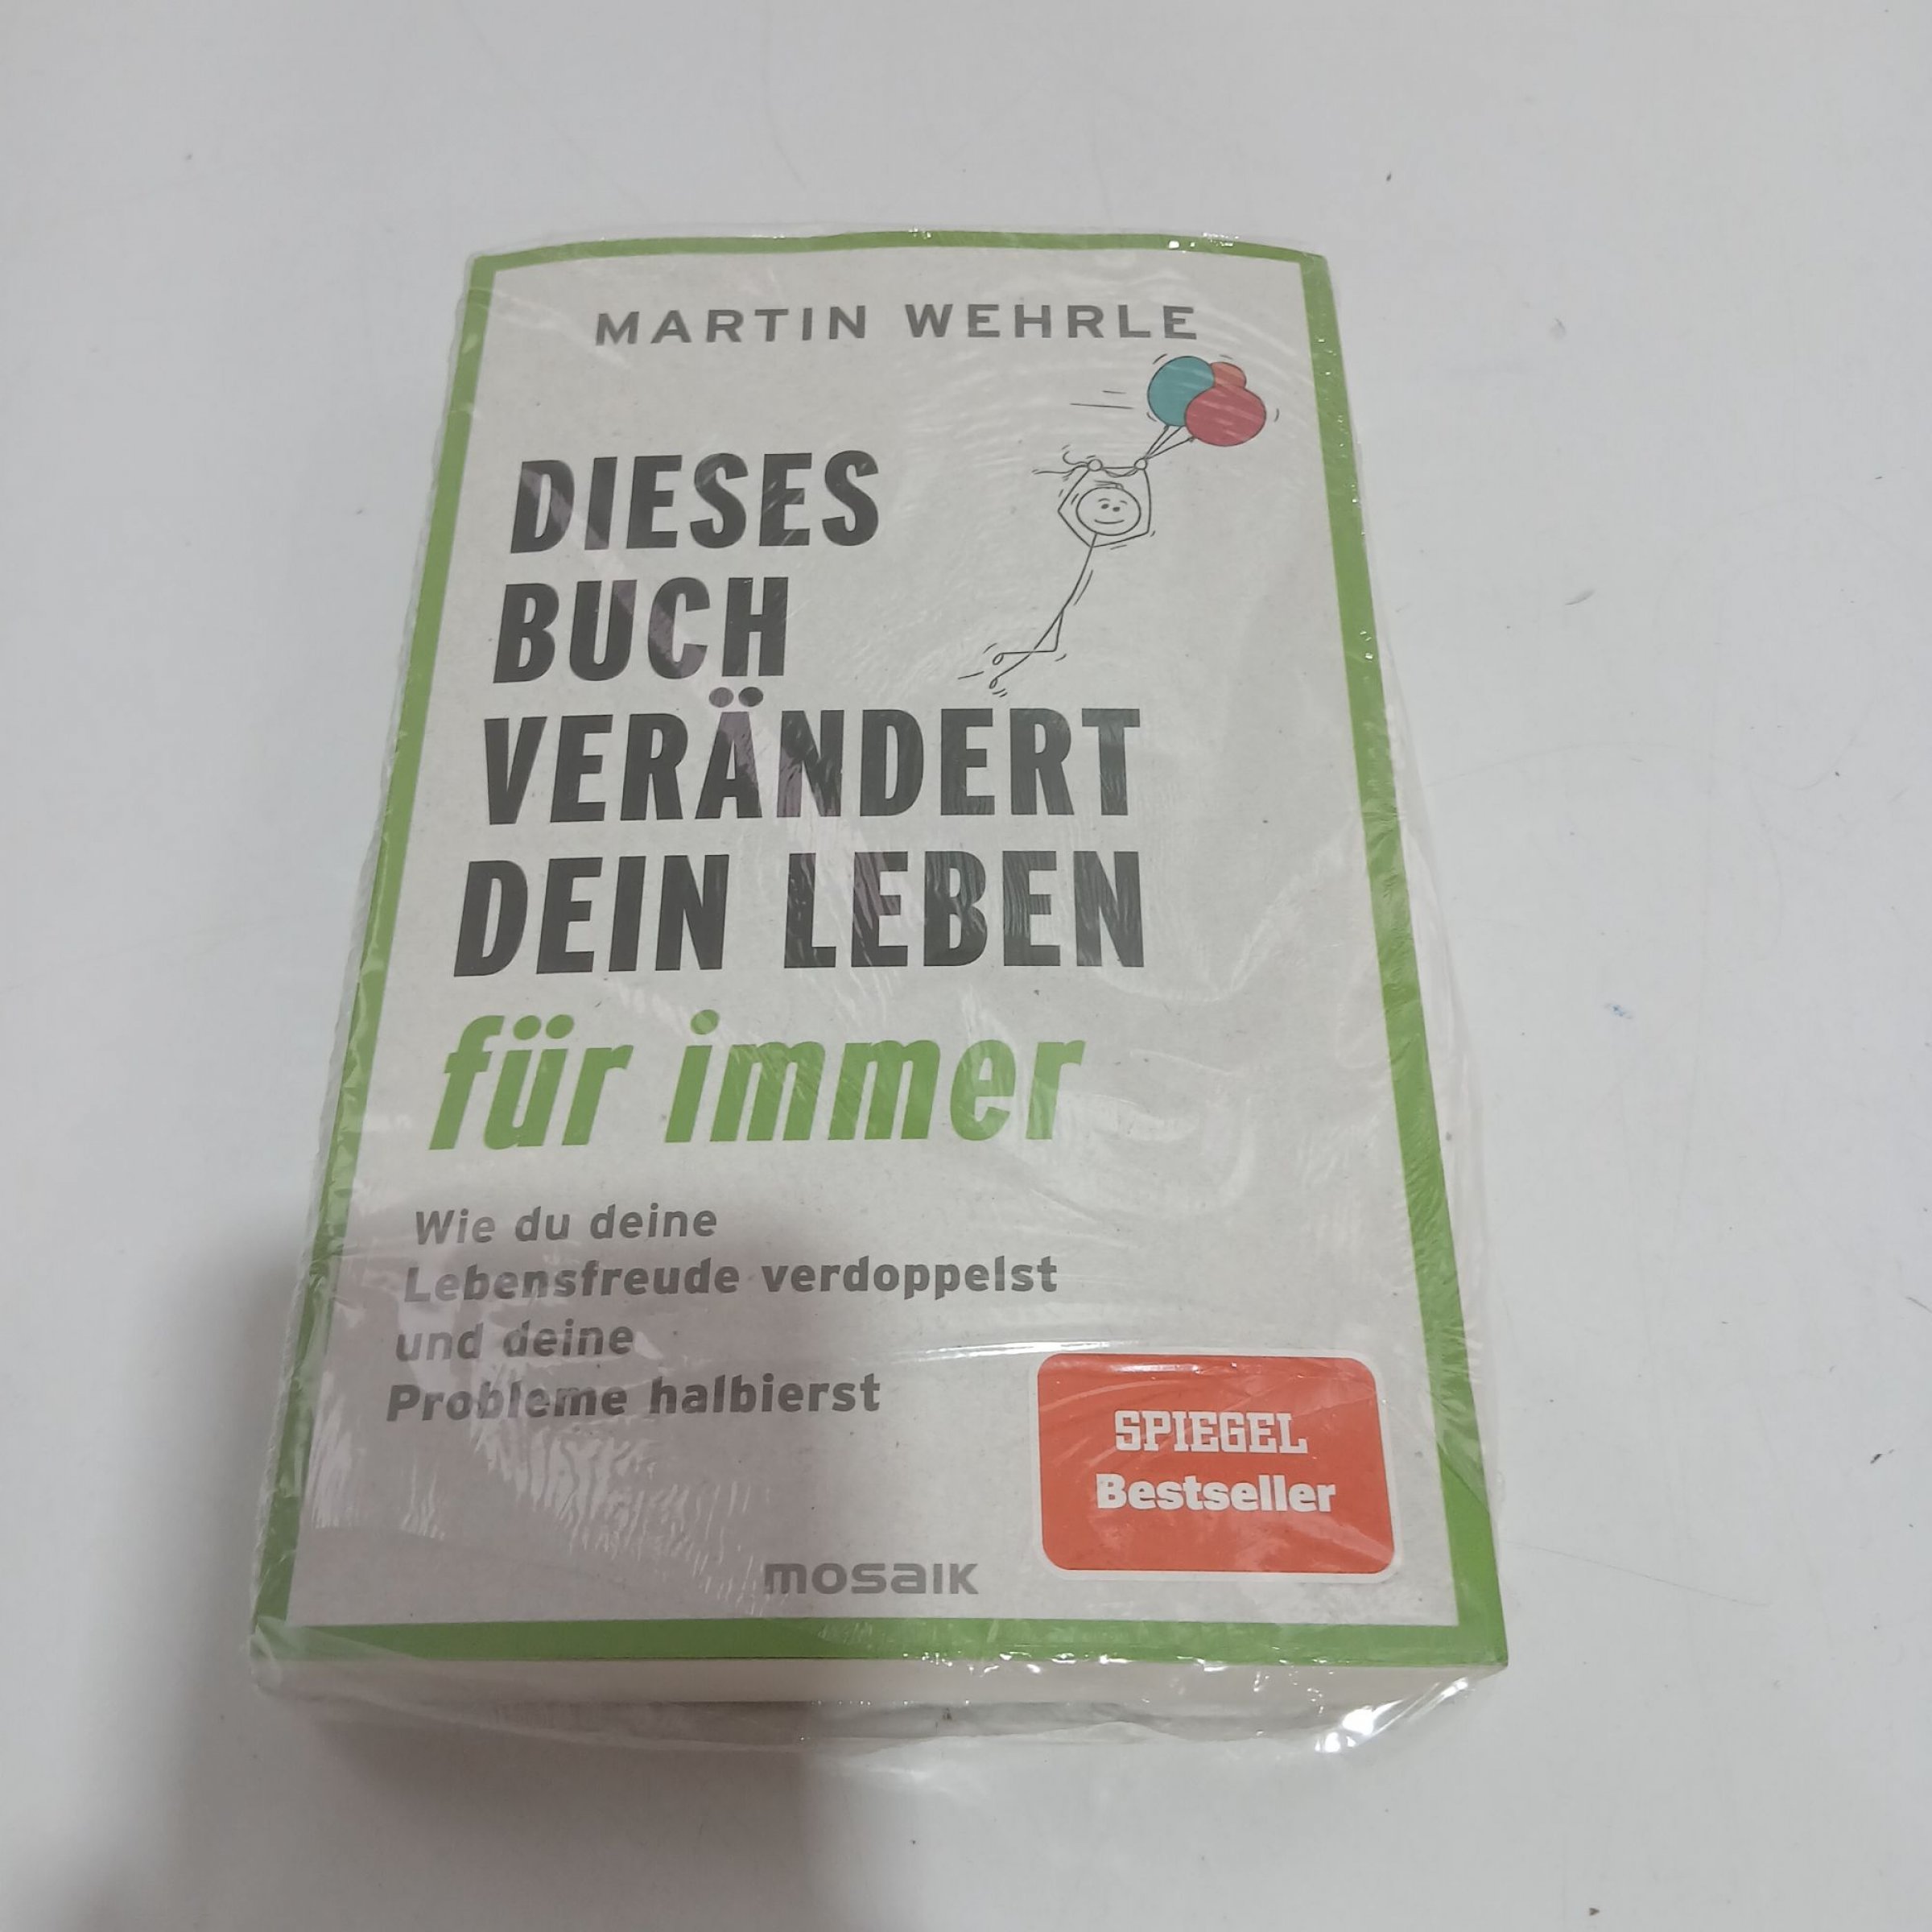 MARTIN WEHRLE
DIESES
BUCH
VERÄNDERT
DEIN LEBEN
für immer
Wie du deine
Lebensfreude verdoppelst
und deine
Probleme halbierst
SPIEGEL
Bestseller
mosaik